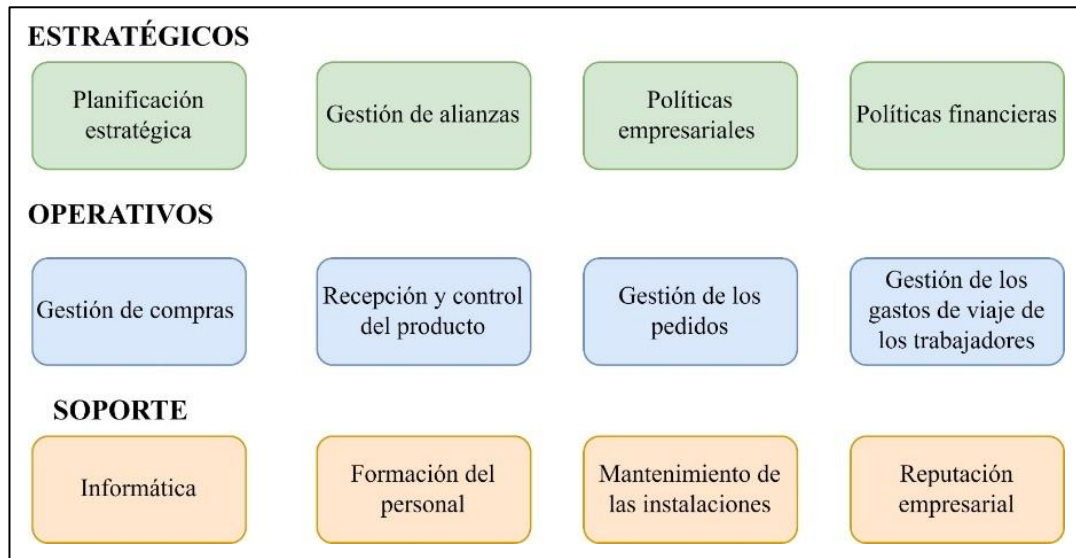 ESTRATÉGICOS
Planificación
estratégica
Gestión de alianzas
Políticas
empresariales
Políticas financieras
OPERATIVOS
Gestión de compras
Recepción y control
del producto
Gestión de los
pedidos
Gestión de los
gastos de viaje de
los trabajadores
SOPORTE
Informática
Formación del
personal
Mantenimiento de
las instalaciones
Reputación
empresarial